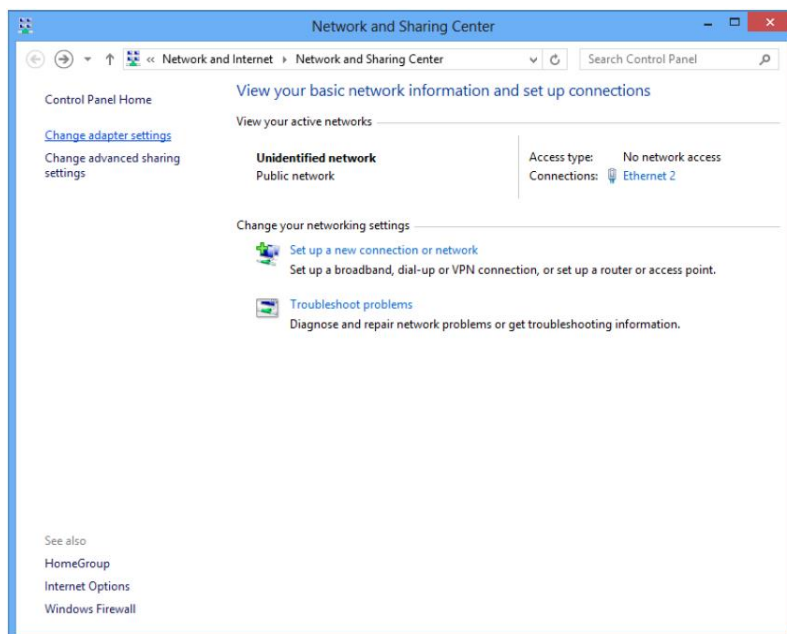 Network and Sharing Center
« Network and Internet Network and Sharing Center
Search Control Panel
Control Panel Home
Change adapter settings
Change advanced sharing
settings
See also
HomeGroup
Internet Options
Windows Firewall
View your basic network information and set up connections
View your active networks
Unidentified network
Public network
Access type: No network access
Connections: Ethernet 2
Change your networking settings
Set up a new connection or network
Set up a broadband, dial-up or VPN connection, or set up a router or access point.
Troubleshoot problems
Diagnose and repair network problems or get troubleshooting information.